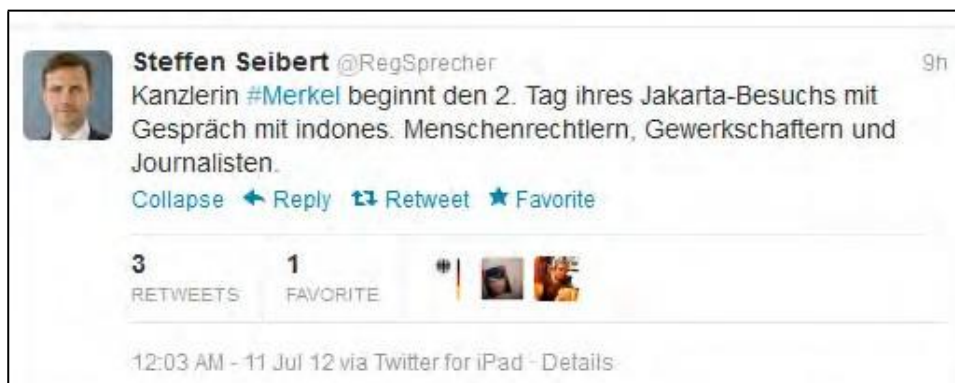 Steffen Seibert @RegSprecher 9h
Kanzlerin #Merkel beginnt den 2. Tag ihres Jakarta-Besuchs mit
Gespräch mit indones. Menschenrechtlern, Gewerkschaftern und
Journalisten.
Collapse Reply Retweet Favorite
3 1
RETWEETS FAVORITE
12:03 AM - 11 Jul 12 via Twitter for iPad · Details